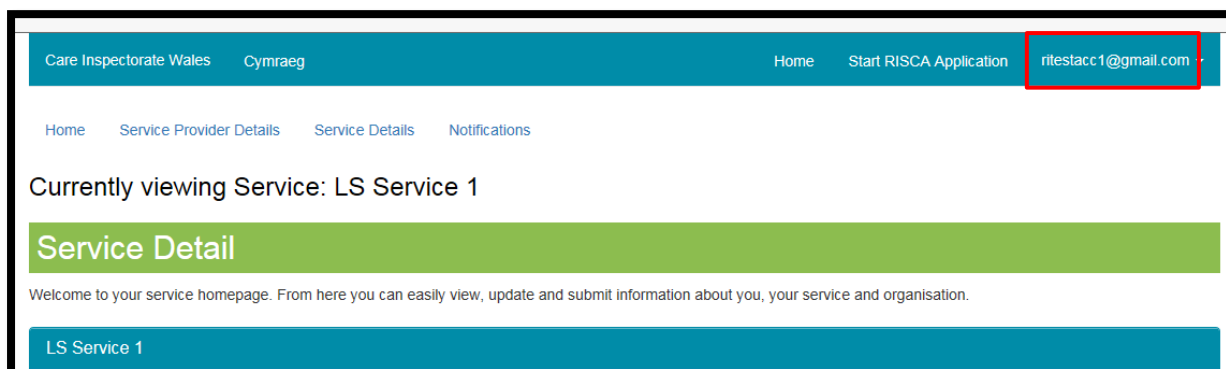 Care Inspectorate Wales Cymraeg Home Start RISCA Application ritestacc1@gmail.com
Home Service Provider Details Service Details Notifications
Currently viewing Service: LS Service 1
Service Detail
Welcome to your service homepage. From here you can easily view, update and submit information about you, your service and organisation.
LS Service 1